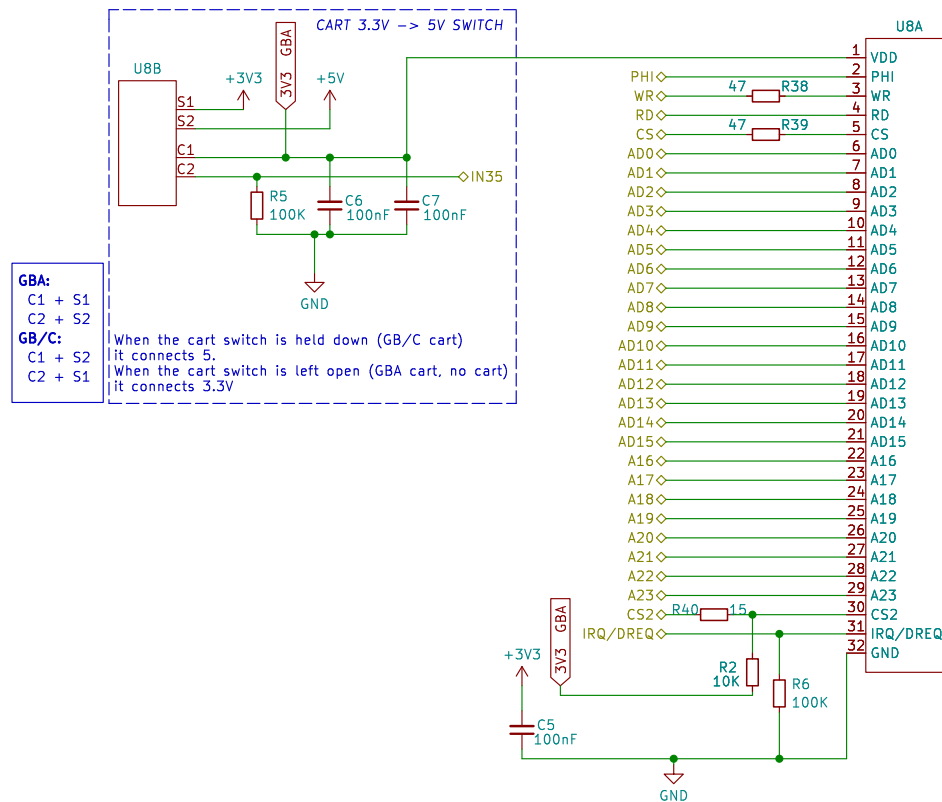 CART 3.3V -> 5V SWITCH
U8B
+3V3
3V3 GBA
+5V
S1
S2
C1
C2
IN35
R5
100K
C6
100nF
C7
100nF
GND
GBA:
C1 + S1
C2 + S2
GB/C:
C1 + S2
C2 + S1
When the cart switch is held down (GB/C cart)
it connects 5.
When the cart switch is left open (GBA cart, no cart)
it connects 3.3V
U8A
1 VDD
PHI 2 PHI
WR 47 R38 3 WR
RD 4 RD
CS 47 R39 5 CS
AD0 6 AD0
AD1 7 AD1
AD2 8 AD2
AD3 9 AD3
AD4 10 AD4
AD5 11 AD5
AD6 12 AD6
AD7 13 AD7
AD8 14 AD8
AD9 15 AD9
AD10 16 AD10
AD11 17 AD11
AD12 18 AD12
AD13 19 AD13
AD14 20 AD14
AD15 21 AD15
A16 22 A16
A17 23 A17
A18 24 A18
A19 25 A19
A20 26 A20
A21 27 A21
A22 28 A22
A23 29 A23
CS2 R40 15 30 CS2
IRQ/DREQ 31 IRQ/DREQ
32 GND
+3V3
3V3 GBA
R2
10K
R6
100K
C5
100nF
GND